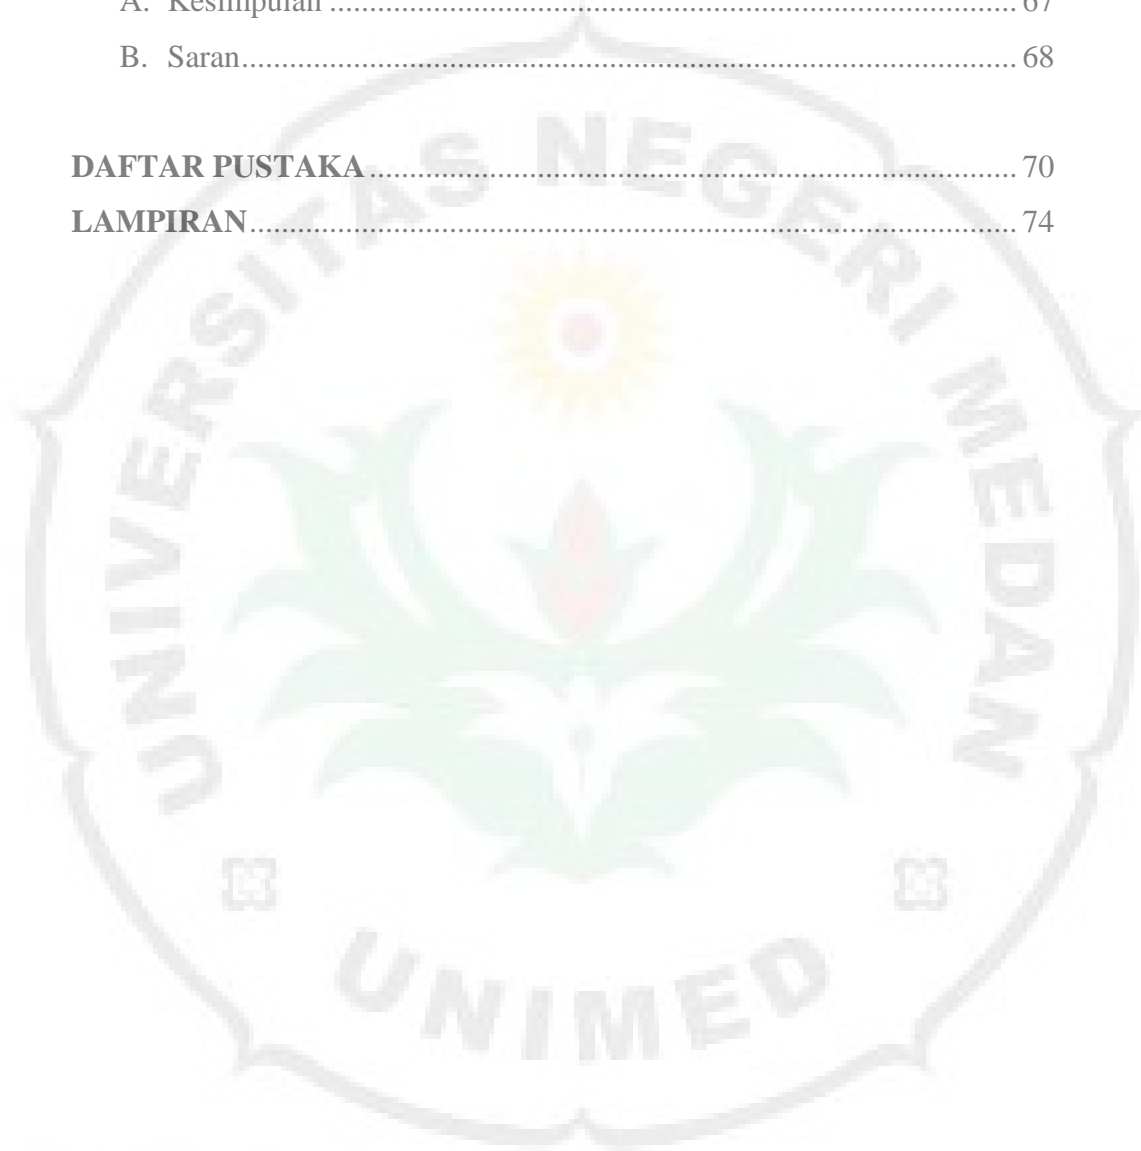 A. Kesimpulan ........................................................................................ 67
B. Saran ................................................................................................. 68
DAFTAR PUSTAKA ................................................................................. 70
LAMPIRAN ................................................................................................ 74
UNIVERSITAS NEGERI MEDAN
UNIMED